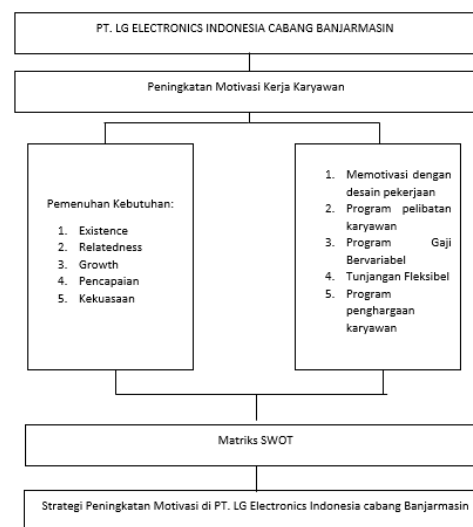 PT. LG ELECTRONICS INDONESIA CABANG BANJARMASIN
Peningkatan Motivasi Kerja Karyawan
Pemenuhan Kebutuhan:
1. Existence
2. Relatedness
3. Growth
4. Pencapaian
5. Kekuasaan
1. Memotivasi dengan
desain pekerjaan
2. Program pelibatan
karyawan
3. Program Gaji
Bervariabel
4. Tunjangan Fleksibel
5. Program
penghargaan
karyawan
Matriks SWOT
Strategi Peningkatan Motivasi di PT. LG Electronics Indonesia cabang Banjarmasin